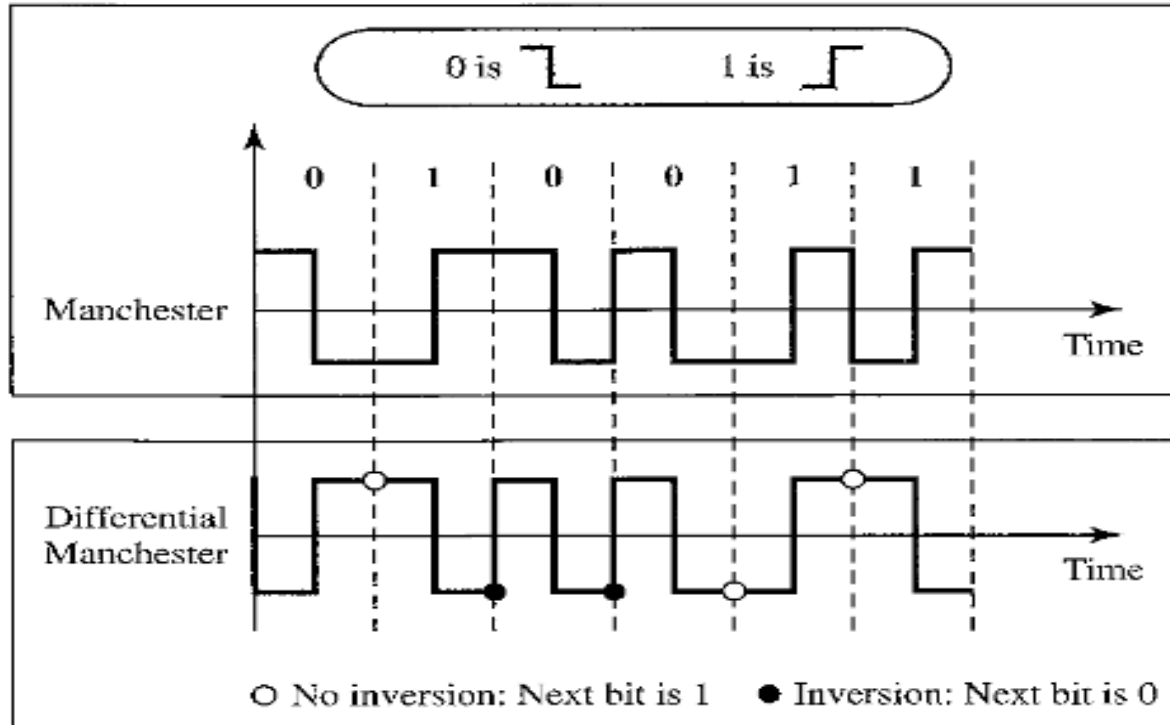 0 is 1 is
0 1 0 0 1 1
Manchester
Time
Differential
Manchester
Time
No inversion: Next bit is 1 Inversion: Next bit is 0